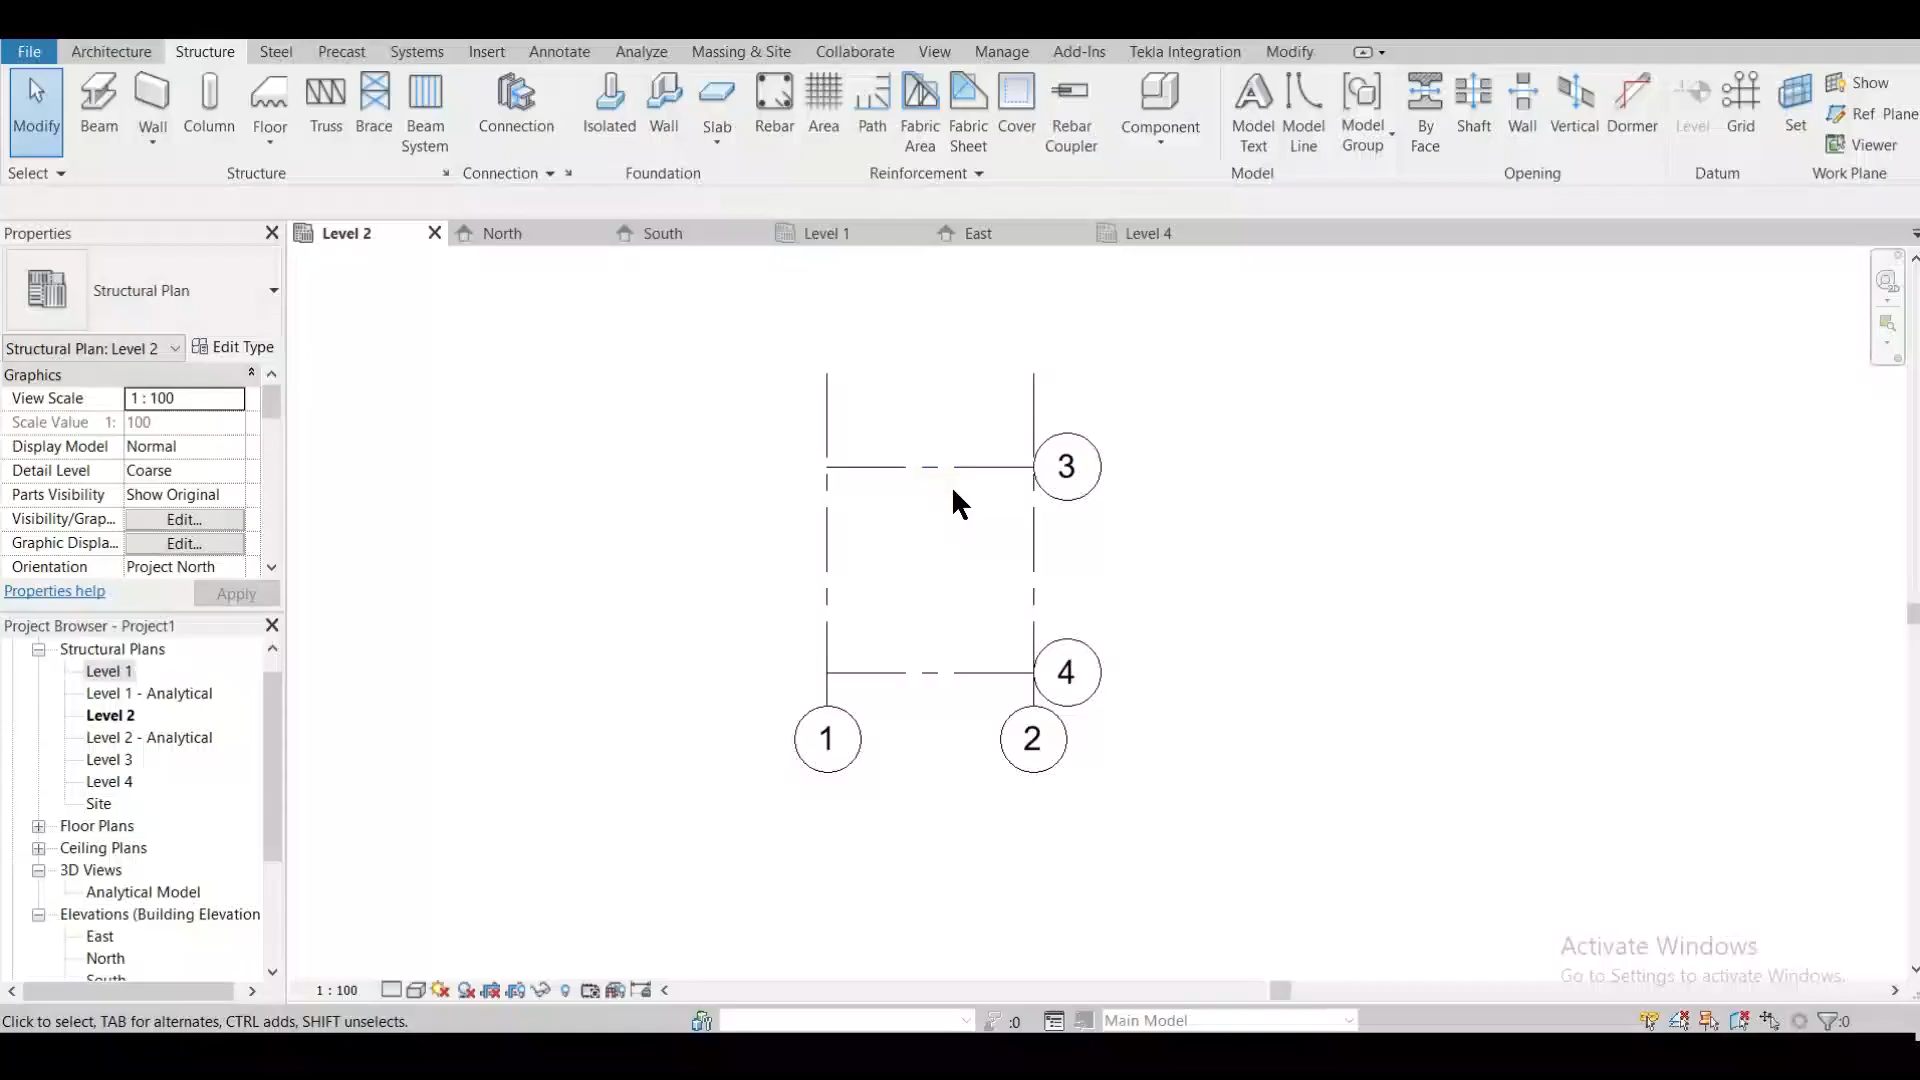 File Architecture Structure Steel Precast Systems Insert Annotate Analyze Massing & Site Collaborate View Manage Add-Ins Tekla Integration Modify
Modify Beam Wall Column Floor Truss Brace Beam System Connection Isolated Wall Slab Rebar Area Path Fabric Area Fabric Sheet Cover Rebar Coupler Component Model Text Model Line Model Group By Face Shaft Wall Vertical Dormer Level Grid Set
Show
Ref Plane
Viewer
Select Structure Connection Foundation Reinforcement Model Opening Datum Work Plane
Properties
Level 2 North South Level 1 East Level 4
Structural Plan
Structural Plan: Level 2 Edit Type
Graphics
View Scale 1 : 100
Scale Value 1: 100
Display Model Normal
Detail Level Coarse
Parts Visibility Show Original
Visibility/Grap... Edit...
Graphic Displa... Edit...
Orientation Project North
Properties help Apply
Project Browser - Project1
Structural Plans
Level 1
Level 1 - Analytical
Level 2
Level 2 - Analytical
Level 3
Level 4
Site
Floor Plans
Ceiling Plans
3D Views
Analytical Model
Elevations (Building Elevation
East
North
South
3
4
1
2
Activate Windows
Go to Settings to activate Windows.
1 : 100
Click to select, TAB for alternates, CTRL adds, SHIFT unselects. :0 Main Model :0